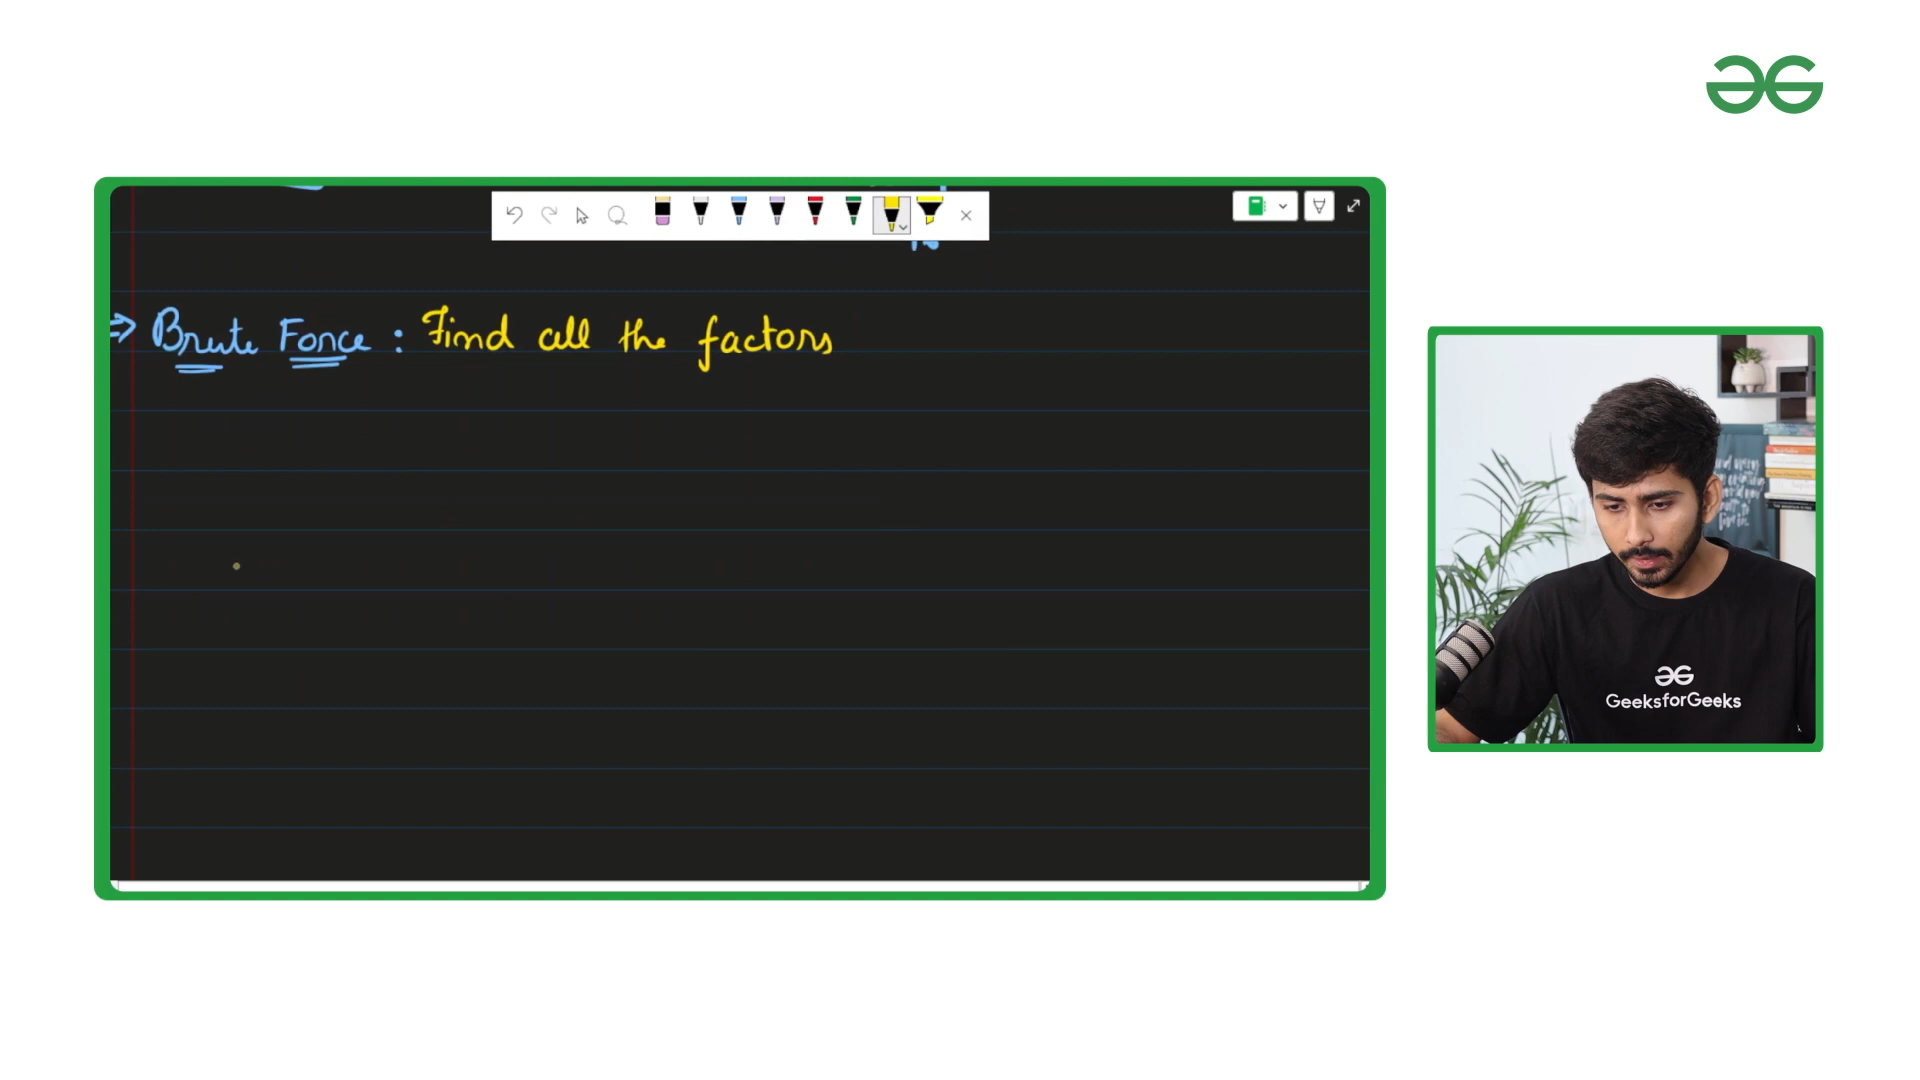 ⇒ Brute Force : Find all the factors
GeeksforGeeks